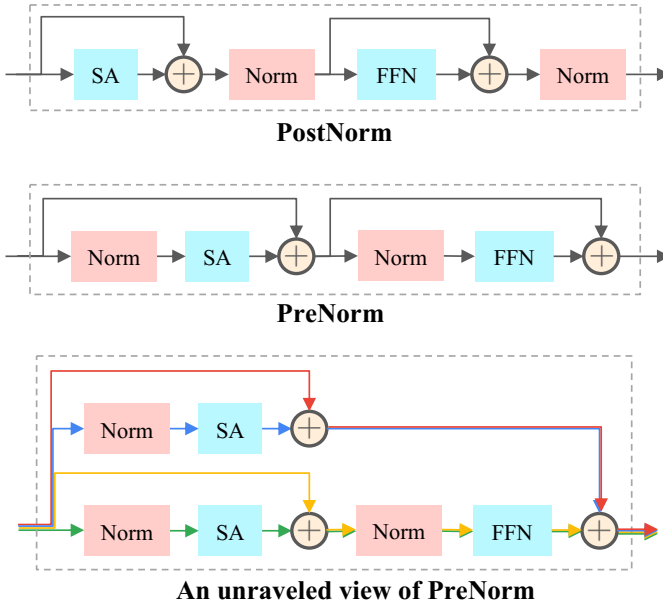 SA + Norm FFN + Norm
PostNorm
Norm SA + Norm FFN +
PreNorm
Norm SA +
Norm SA + Norm FFN +
An unraveled view of PreNorm